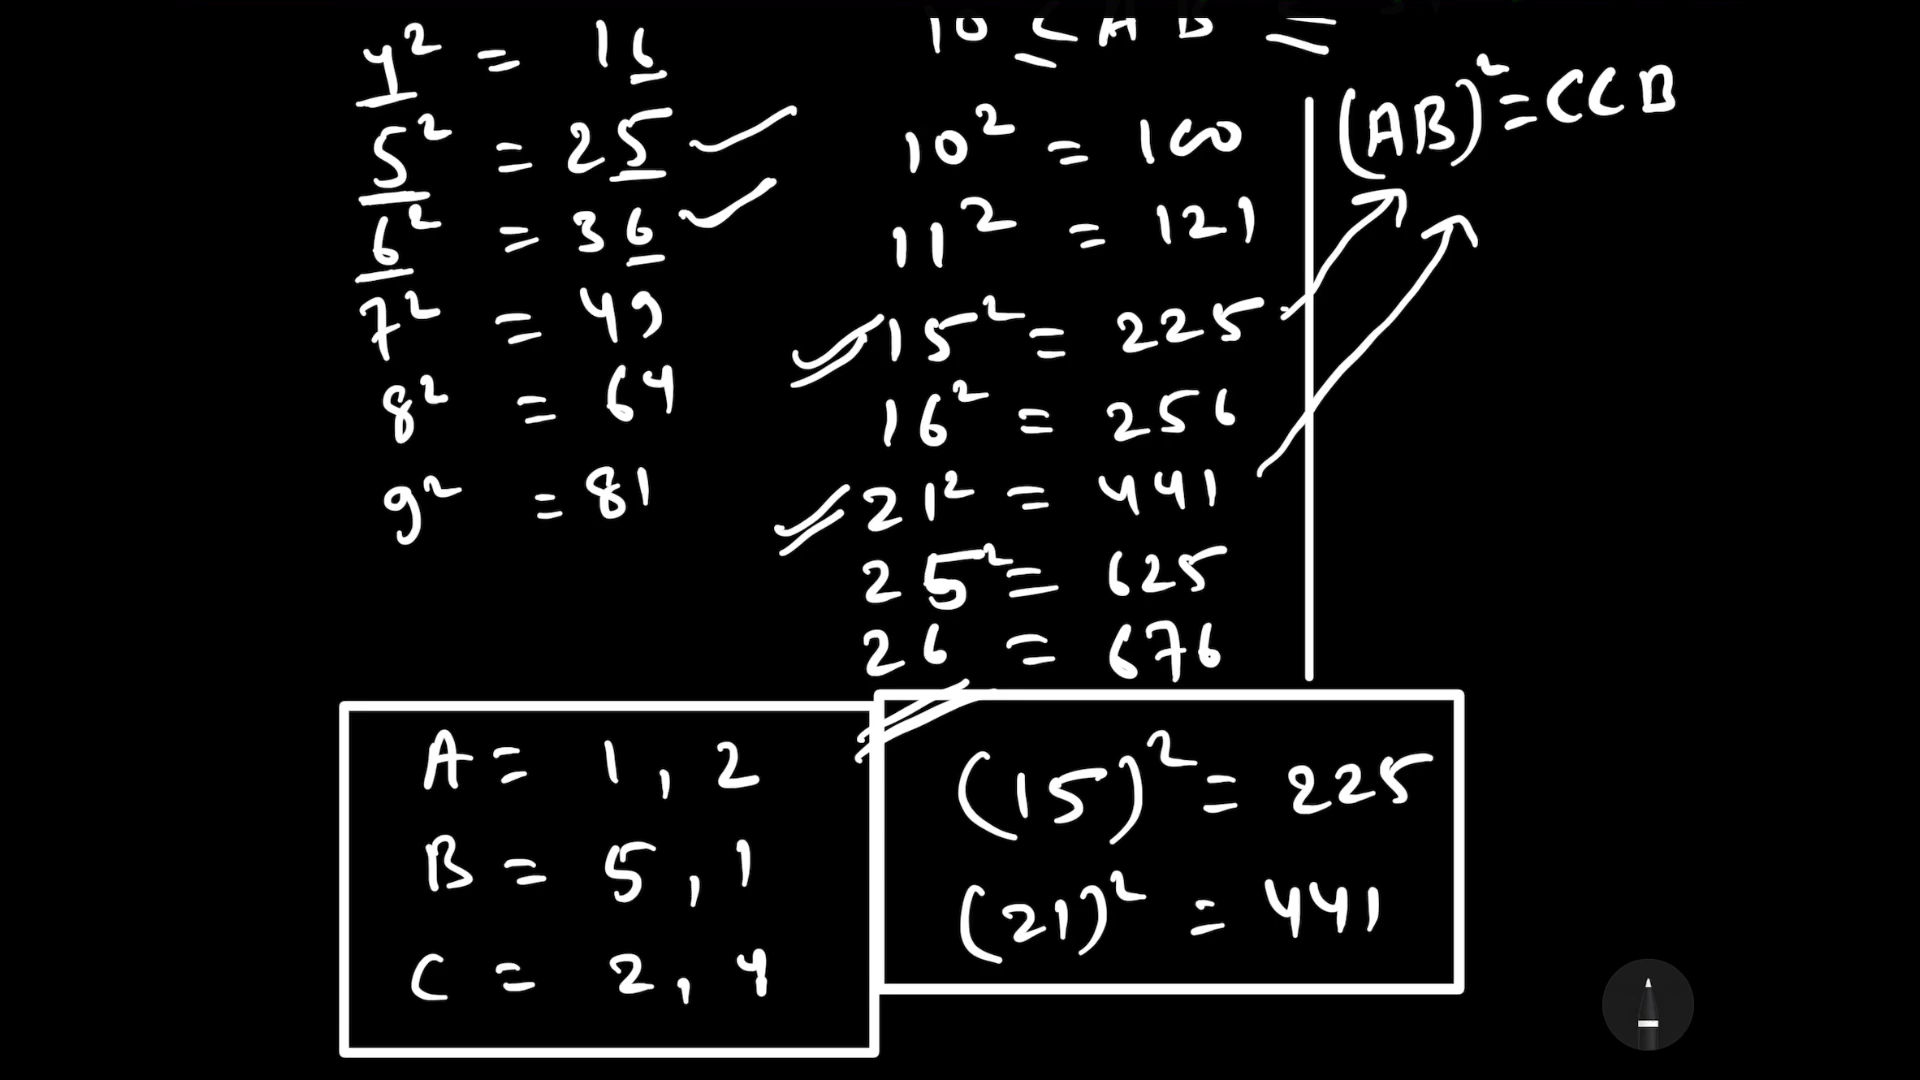 4² = 16
5² = 25
6² = 36
7² = 49
8² = 64
9² = 81
10 ≤ AB ≤
10² = 100
11² = 121
15² = 225
16² = 256
21² = 441
25² = 625
26 = 676
(AB)² = CCB
A = 1, 2
B = 5, 1
C = 2, 4
(15)² = 225
(21)² = 441